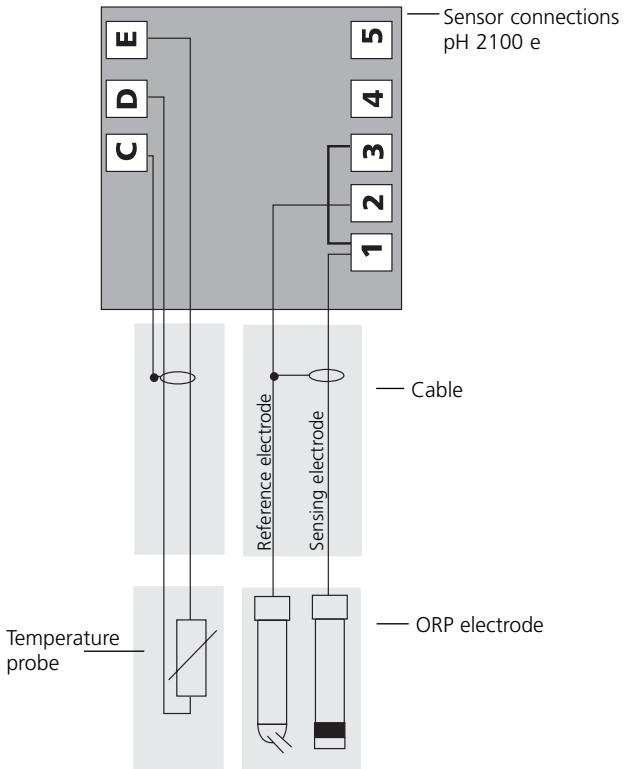 Sensor connections
pH 2100 e
E
D
C
5
4
3
2
1
Cable
Reference electrode
Sensing electrode
ORP electrode
Temperature
probe